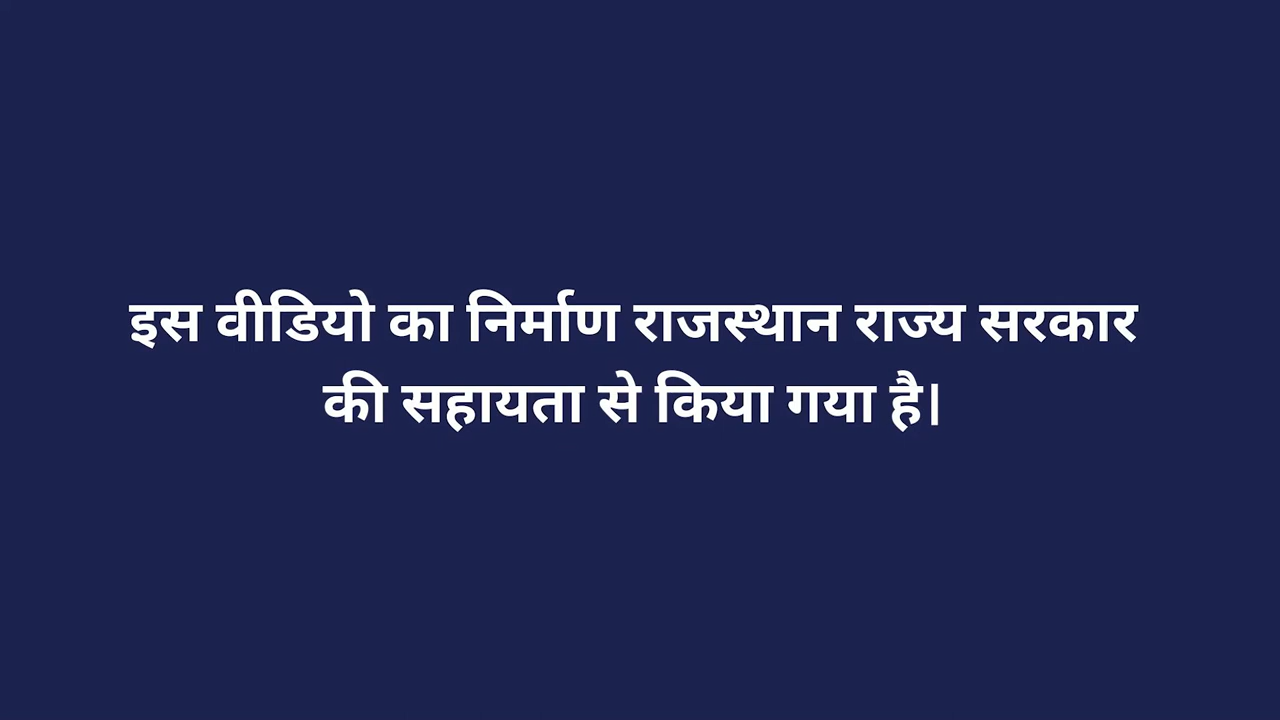 इस वीडियो का निर्माण राजस्थान राज्य सरकार
की सहायता से किया गया है।